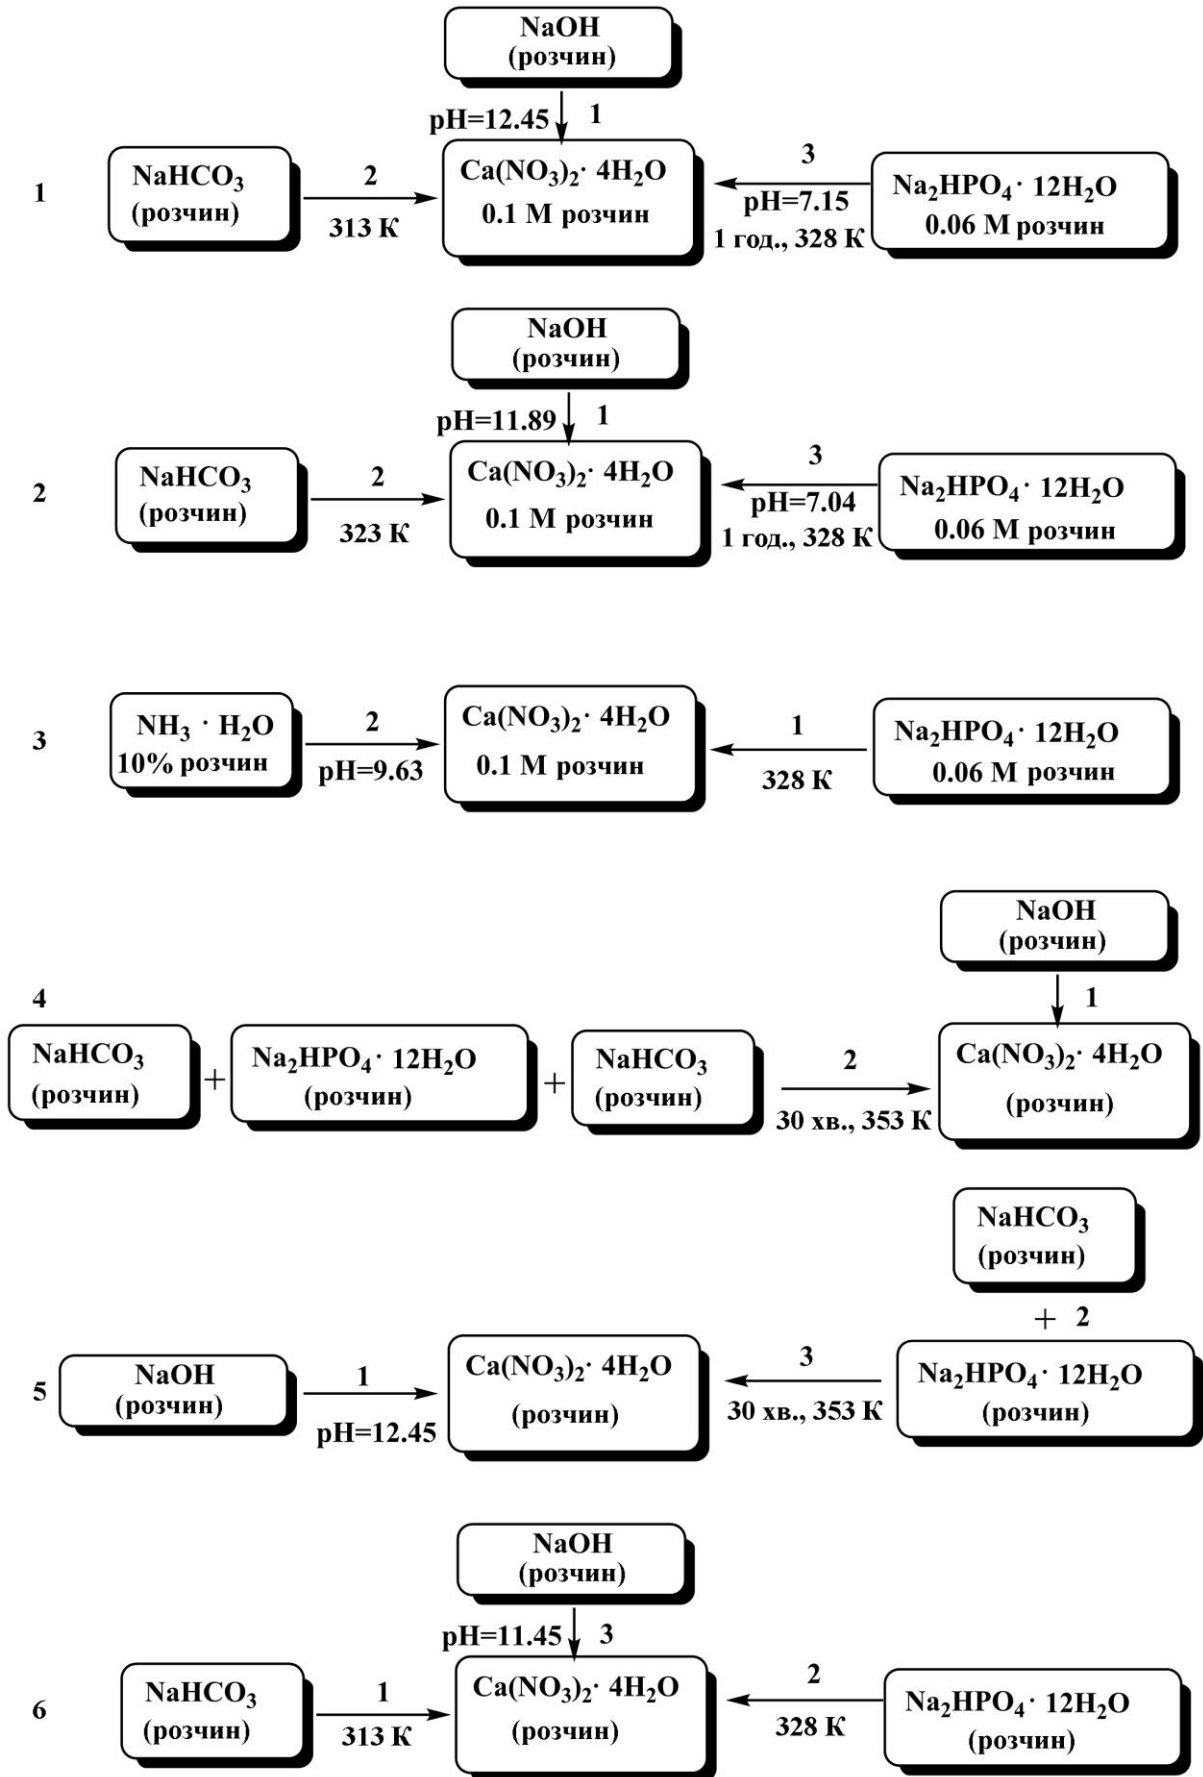 NaOH
(розчин)
pH=12.45 1
1
NaHCO₃
(розчин)
2
313 К
Ca(NO₃)₂· 4H₂O
0.1 М розчин
3
pH=7.15
1 год., 328 К
Na₂HPO₄· 12H₂O
0.06 М розчин
NaOH
(розчин)
pH=11.89 1
2
NaHCO₃
(розчин)
2
323 К
Ca(NO₃)₂· 4H₂O
0.1 М розчин
3
pH=7.04
1 год., 328 К
Na₂HPO₄· 12H₂O
0.06 М розчин
3
NH₃ · H₂O
10% розчин
2
pH=9.63
Ca(NO₃)₂· 4H₂O
0.1 М розчин
1
328 К
Na₂HPO₄· 12H₂O
0.06 М розчин
NaOH
(розчин)
1
4
NaHCO₃
(розчин)
+
Na₂HPO₄· 12H₂O
(розчин)
+
NaHCO₃
(розчин)
2
30 хв., 353 К
Ca(NO₃)₂· 4H₂O
(розчин)
NaHCO₃
(розчин)
+ 2
5
NaOH
(розчин)
1
pH=12.45
Ca(NO₃)₂· 4H₂O
(розчин)
3
30 хв., 353 К
Na₂HPO₄· 12H₂O
(розчин)
NaOH
(розчин)
pH=11.45 3
6
NaHCO₃
(розчин)
1
313 К
Ca(NO₃)₂· 4H₂O
(розчин)
2
328 К
Na₂HPO₄· 12H₂O
(розчин)